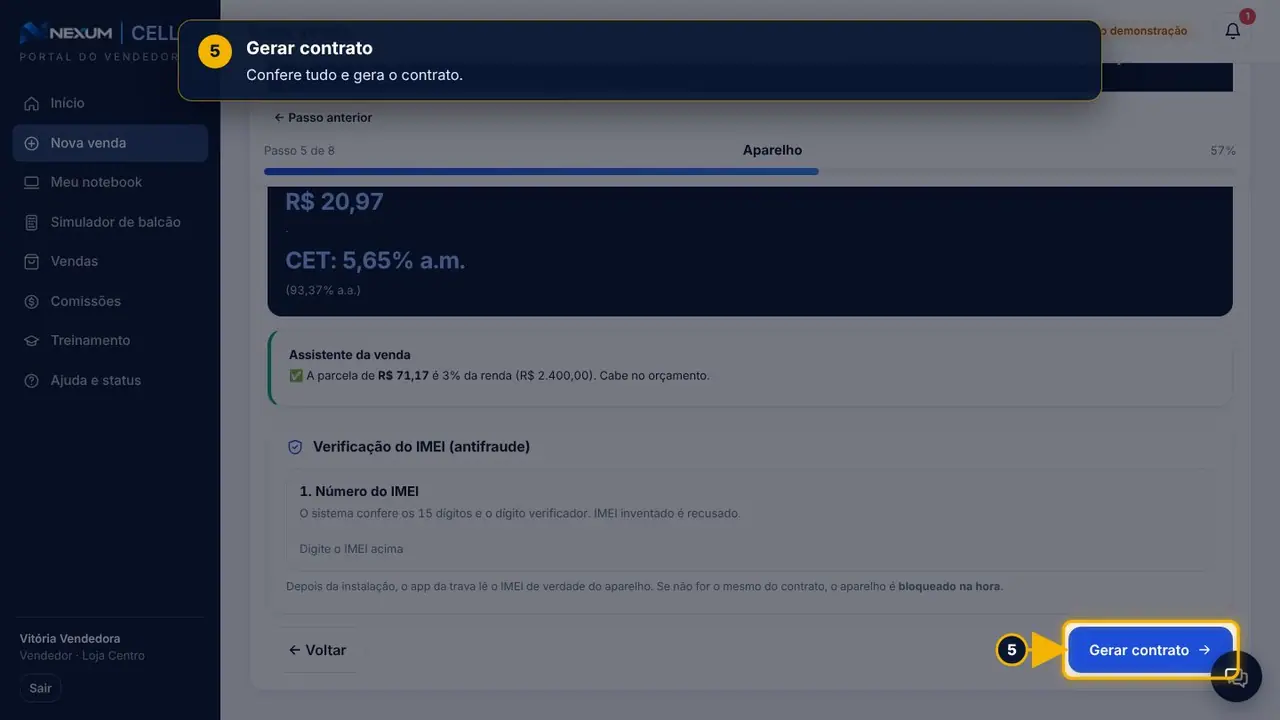 NEXUM | CELL
PORTAL DO VENDEDOR
5
Gerar contrato
Confere tudo e gera o contrato.
demonstração
1
Início
Nova venda
Meu notebook
Simulador de balcão
Vendas
Comissões
Treinamento
Ajuda e status
← Passo anterior
Passo 5 de 8
Aparelho
57%
R$ 20,97
.
CET: 5,65% a.m.
(93,37% a.a.)
Assistente da venda
✅ A parcela de R$ 71,17 é 3% da renda (R$ 2.400,00). Cabe no orçamento.
Verificação do IMEI (antifraude)
1. Número do IMEI
O sistema confere os 15 dígitos e o dígito verificador. IMEI inventado é recusado.
Digite o IMEI acima
Depois da instalação, o app da trava lê o IMEI de verdade do aparelho. Se não for o mesmo do contrato, o aparelho é bloqueado na hora.
← Voltar
5
Gerar contrato →
Vitória Vendedora
Vendedor · Loja Centro
Sair